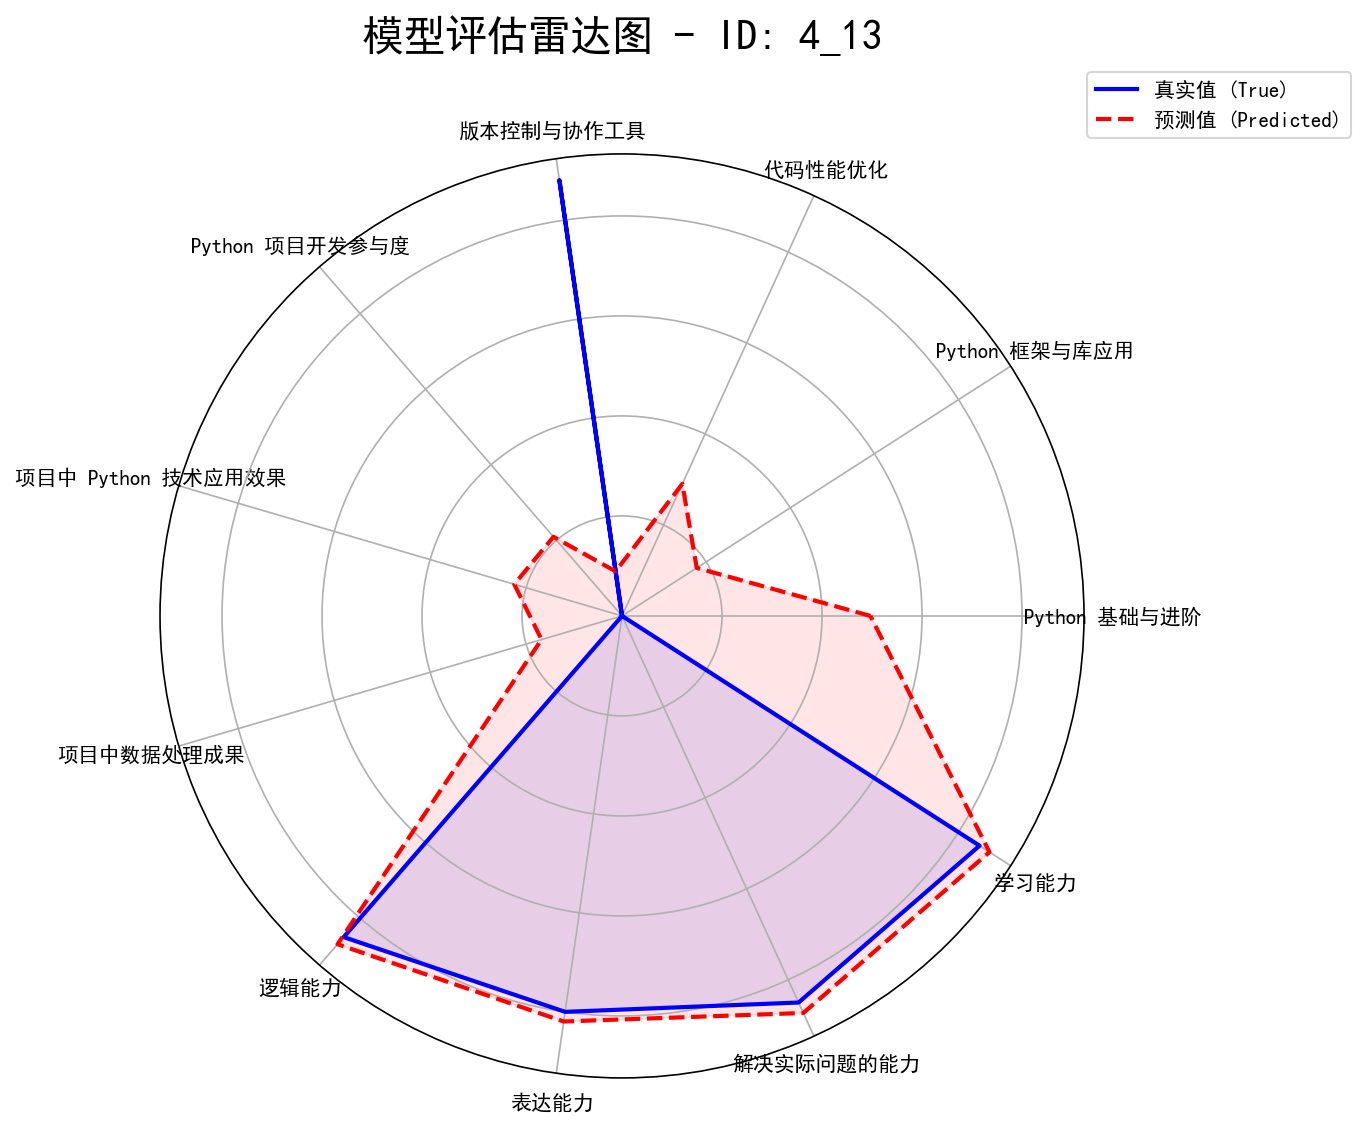 模型评估雷达图 - ID: 4_13
真实值 (True)
预测值 (Predicted)
版本控制与协作工具
代码性能优化
Python 项目开发参与度
Python 框架与库应用
项目中 Python 技术应用效果
Python 基础与进阶
项目中数据处理成果
学习能力
逻辑能力
解决实际问题的能力
表达能力